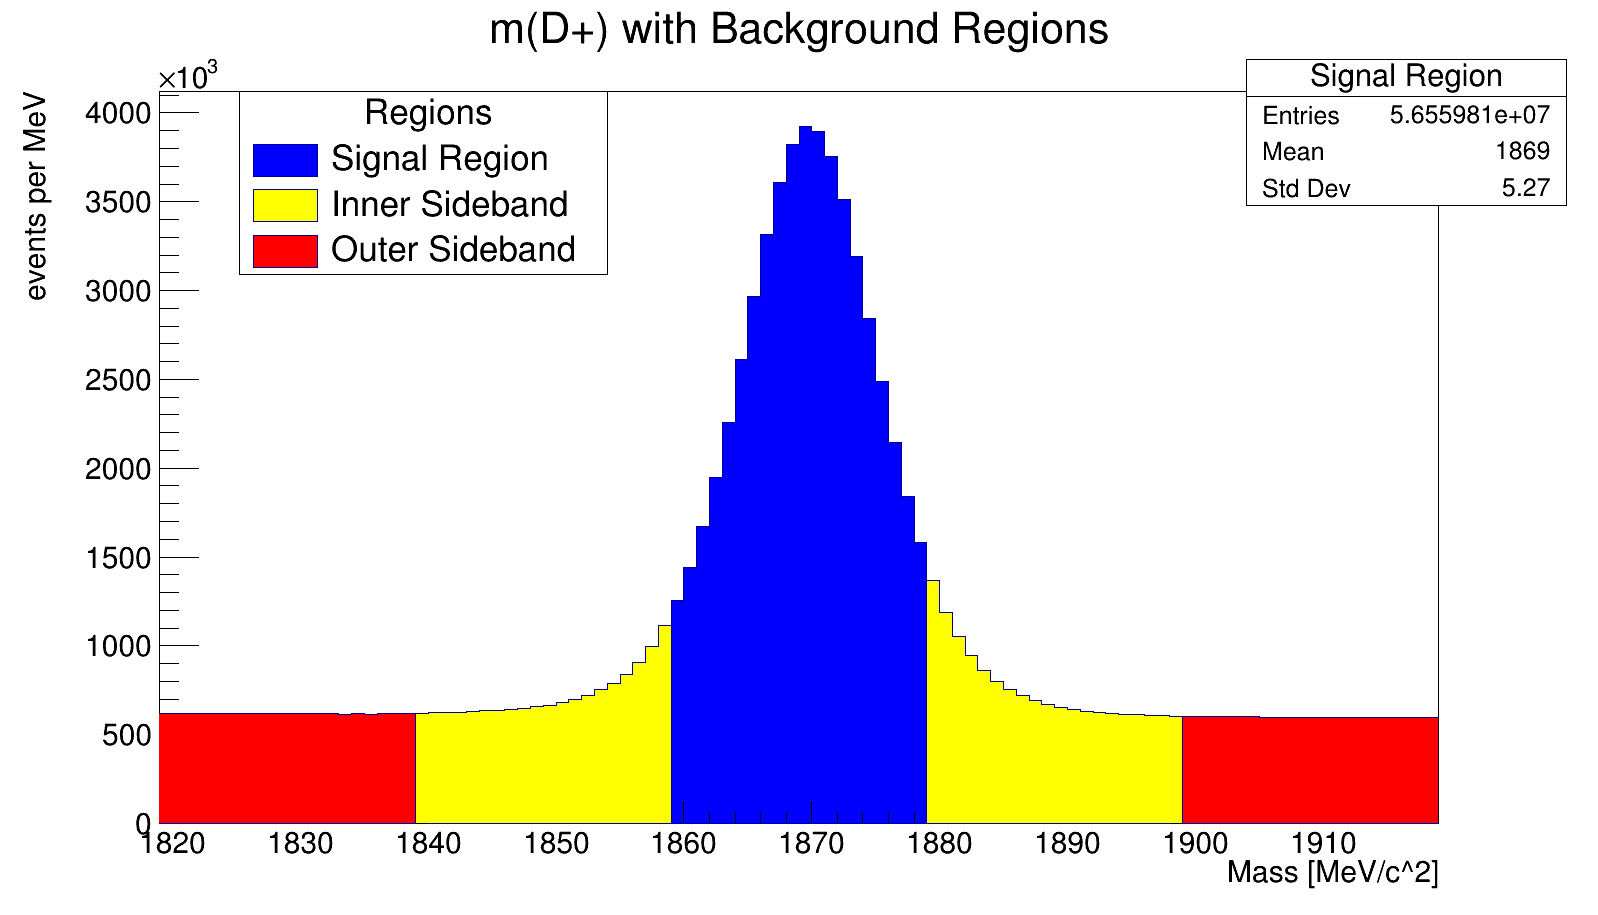 m(D+) with Background Regions
×10³
events per MeV
Regions
Signal Region
Inner Sideband
Outer Sideband
Signal Region
Entries 5.655981e+07
Mean 1869
Std Dev 5.27
4000
3500
3000
2500
2000
1500
1000
500
0
1820 1830 1840 1850 1860 1870 1880 1890 1900 1910
Mass [MeV/c^2]